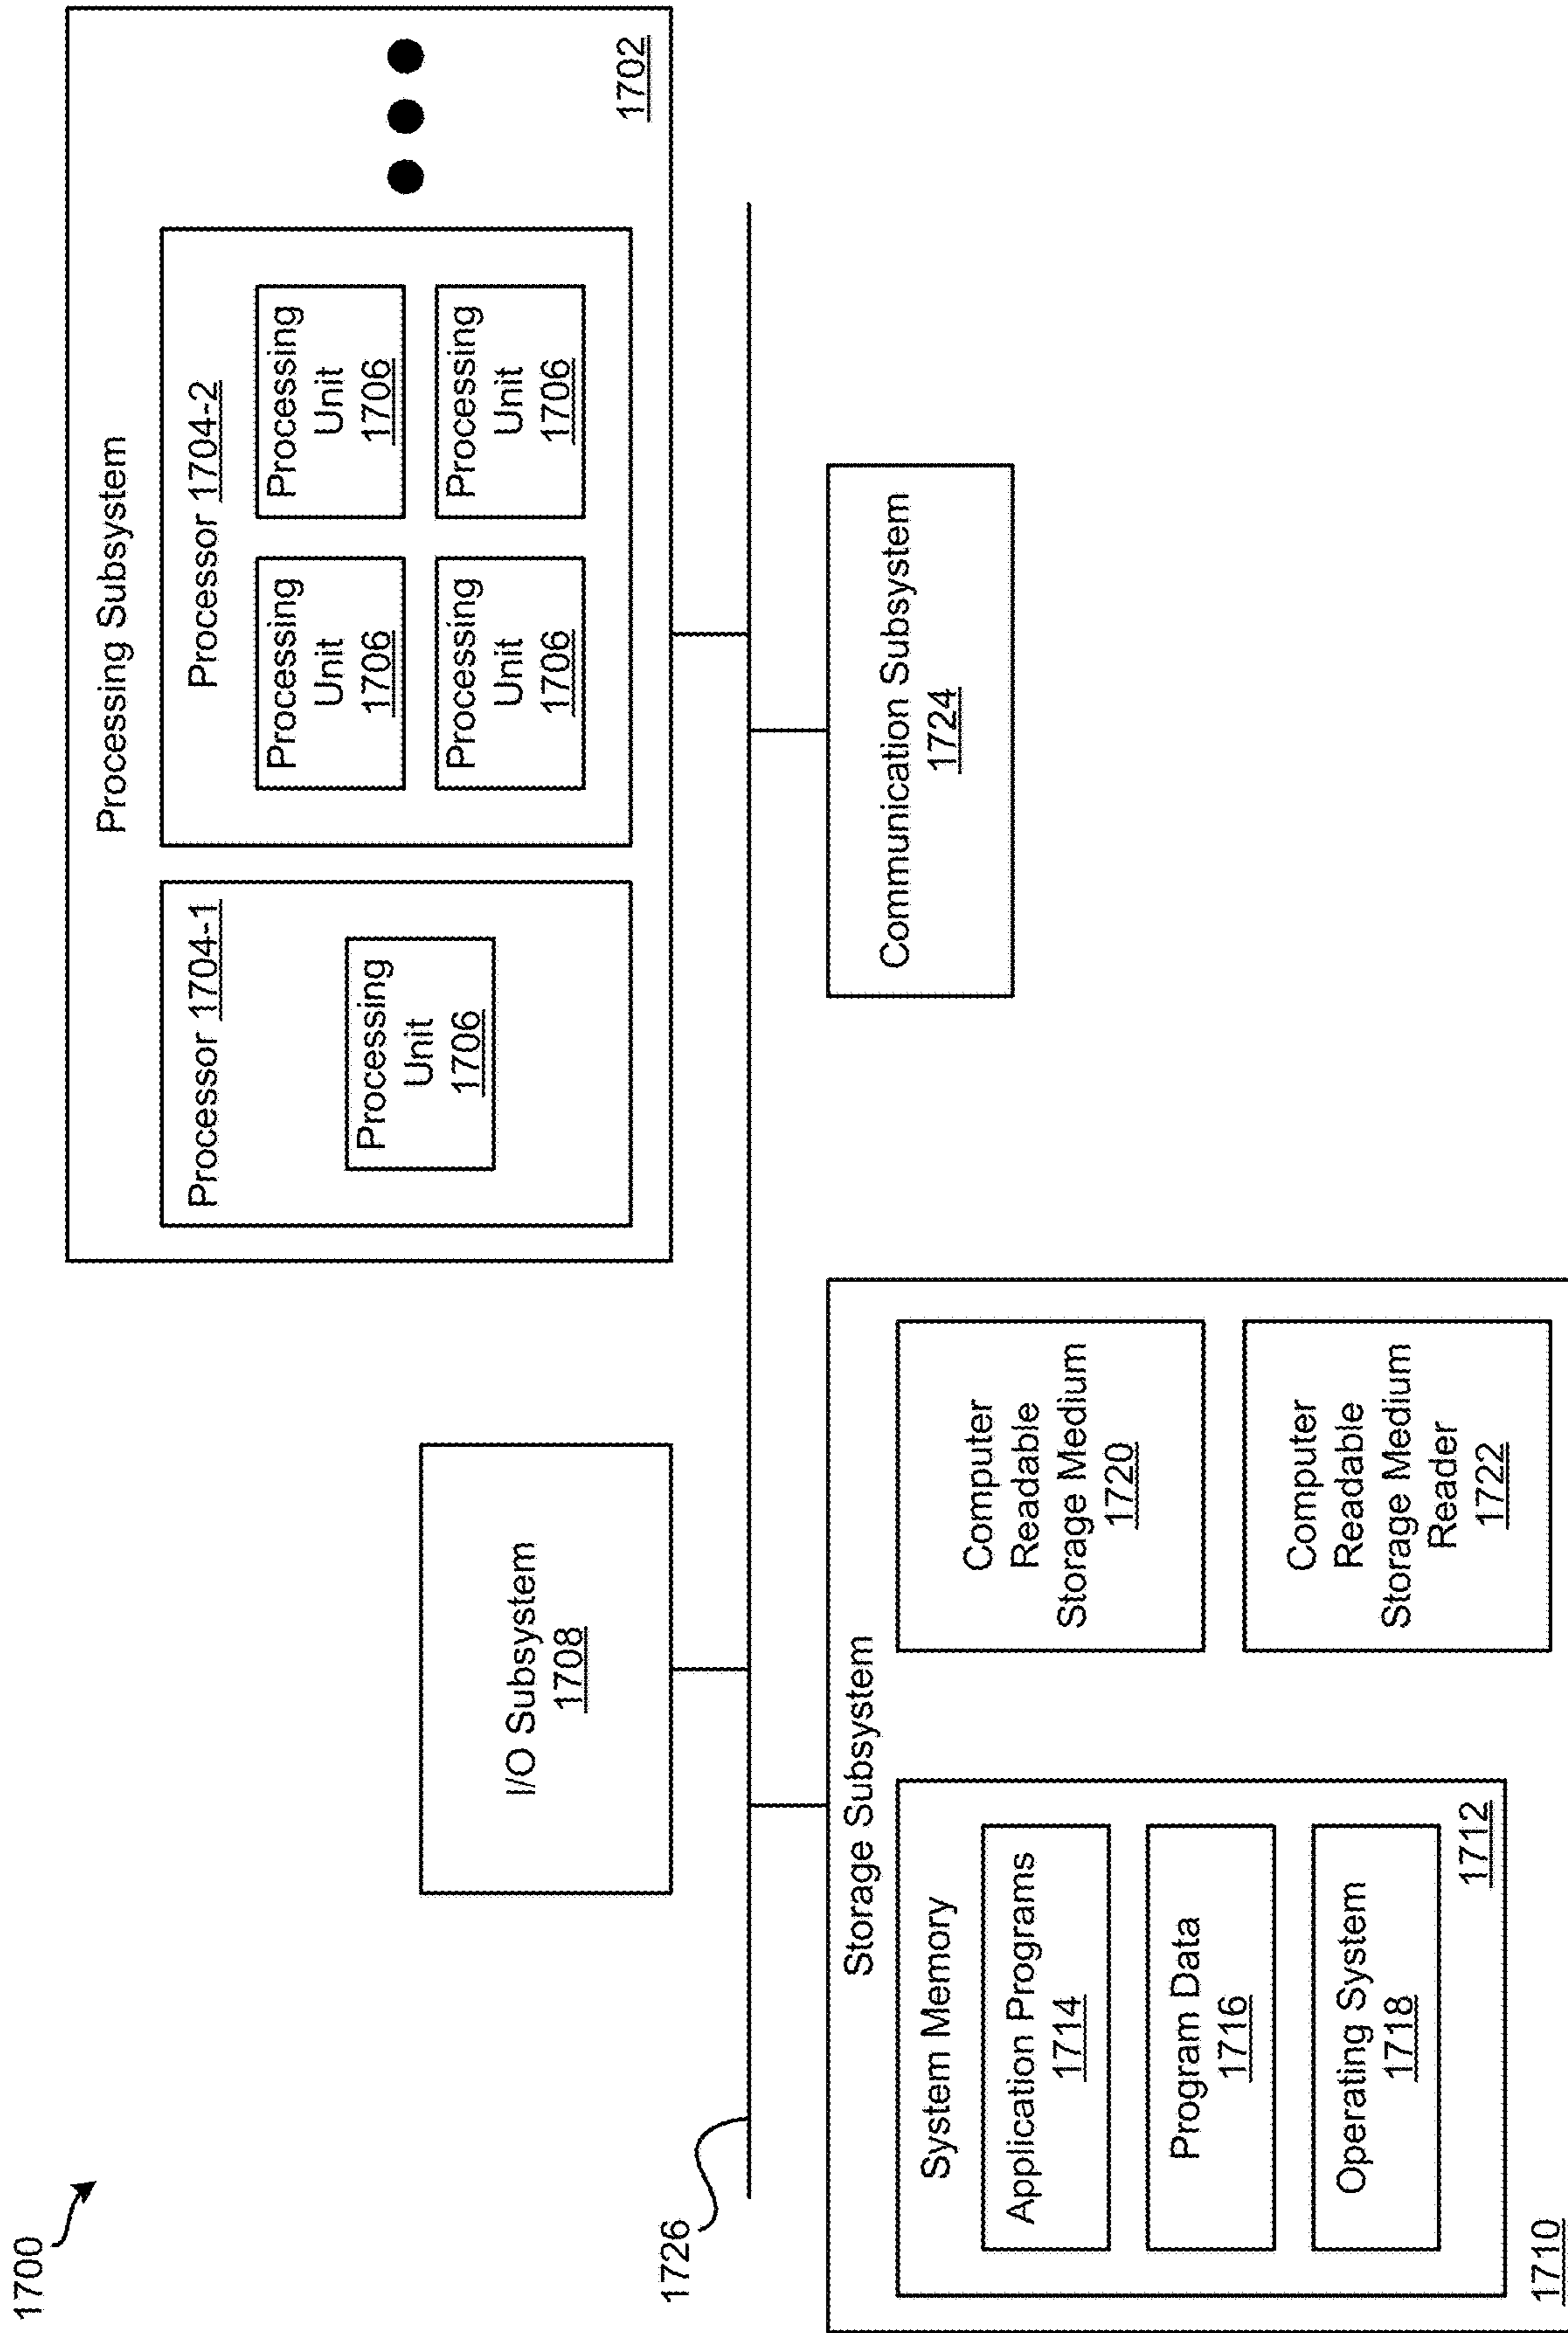 1700
Processing Subsystem
Processor 1704-1
Processing
Unit
1706
Processor 1704-2
Processing
Unit
1706
Processing
Unit
1706
Processing
Unit
1706
Processing
Unit
1706
1702
I/O Subsystem
1708
1726
Storage Subsystem
System Memory
Application Programs
1714
Program Data
1716
Operating System
1718
1712
Computer
Readable
Storage Medium
1720
Computer
Readable
Storage Medium
Reader
1722
1710
Communication Subsystem
1724